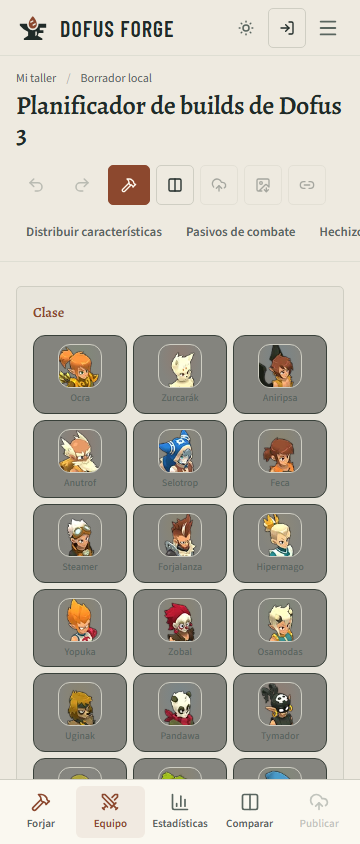 DOFUS FORGE
Mi taller / Borrador local
Planificador de builds de Dofus
3
Distribuir características Pasivos de combate Hechizo
Clase
Ocra Zurcarák Aniripsa
Anutrof Selotrop Feca
Steamer Forjalanza Hipermago
Yopuka Zobal Osamodas
Uginak Pandawa Tymador
Forjar Equipo Estadísticas Comparar Publicar